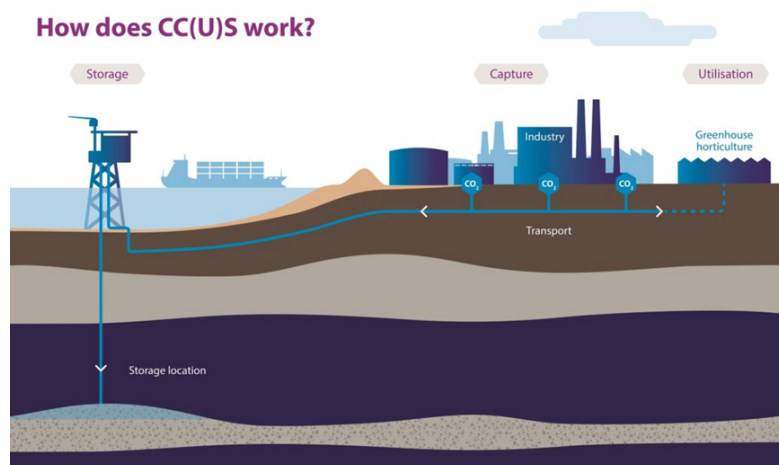 How does CC(U)S work?
Storage
Capture
Utilisation
Industry
Greenhouse
horticulture
CO₂
CO₂
CO₂
Transport
Storage location